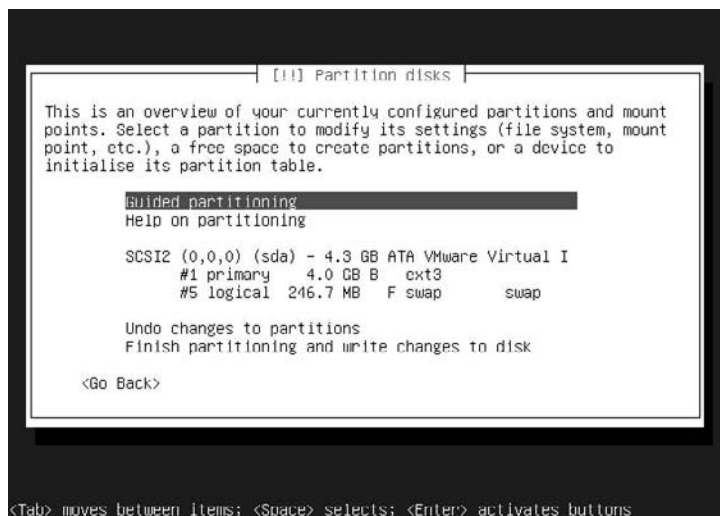 [!!] Partition disks
This is an overview of your currently configured partitions and mount
points. Select a partition to modify its settings (file system, mount
point, etc.), a free space to create partitions, or a device to
initialise its partition table.
Guided partitioning
Help on partitioning
SCSI2 (0,0,0) (sda) - 4.3 GB ATA VMware Virtual I
#1 primary 4.0 GB B ext3
#5 logical 246.7 MB F swap swap
Undo changes to partitions
Finish partitioning and write changes to disk
<Go Back>
<Tab> moves between items; <Space> selects; <Enter> activates buttons